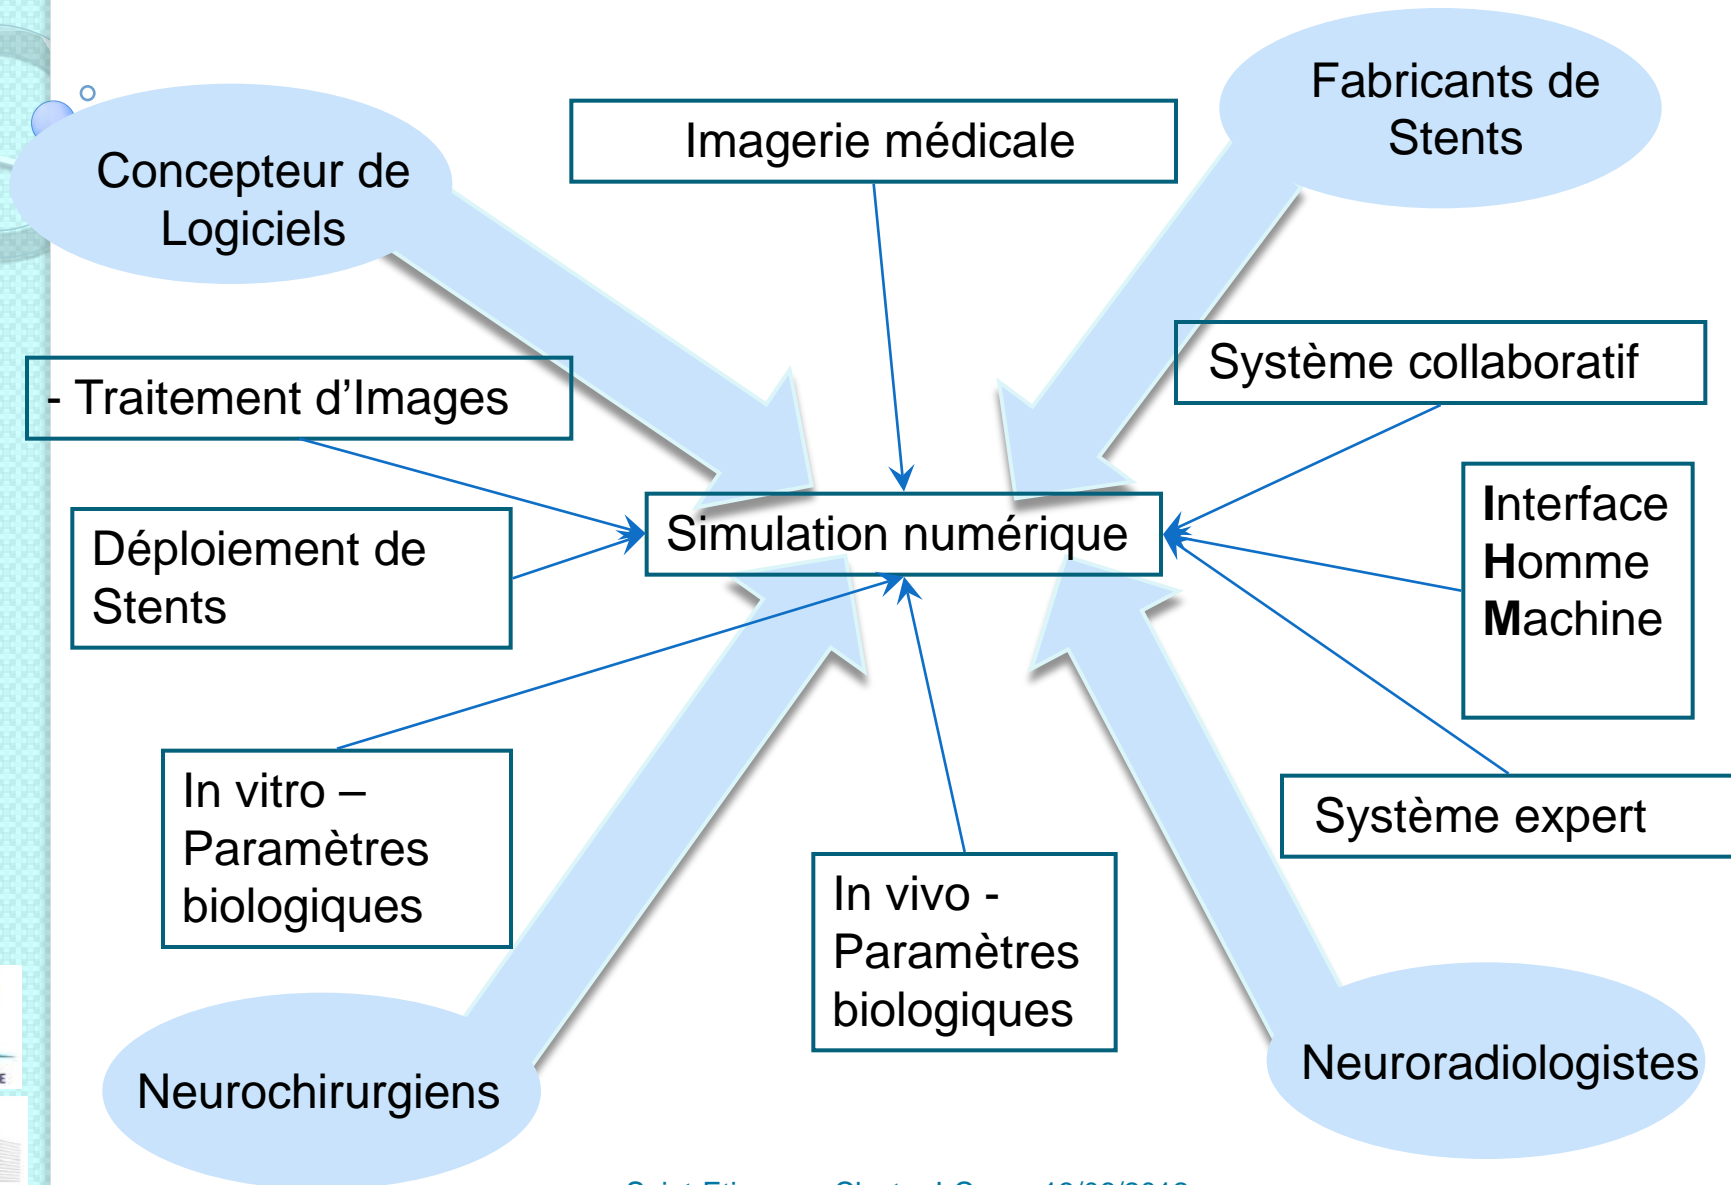 Fabricants de
Stents
Imagerie médicale
Concepteur de
Logiciels
Système collaboratif
- Traitement d’Images
Interface
Homme
Machine
Simulation numérique
Déploiement de
Stents
In vitro –
Paramètres
biologiques
Système expert
In vivo -
Paramètres
biologiques
Neuroradiologistes
Neurochirurgiens